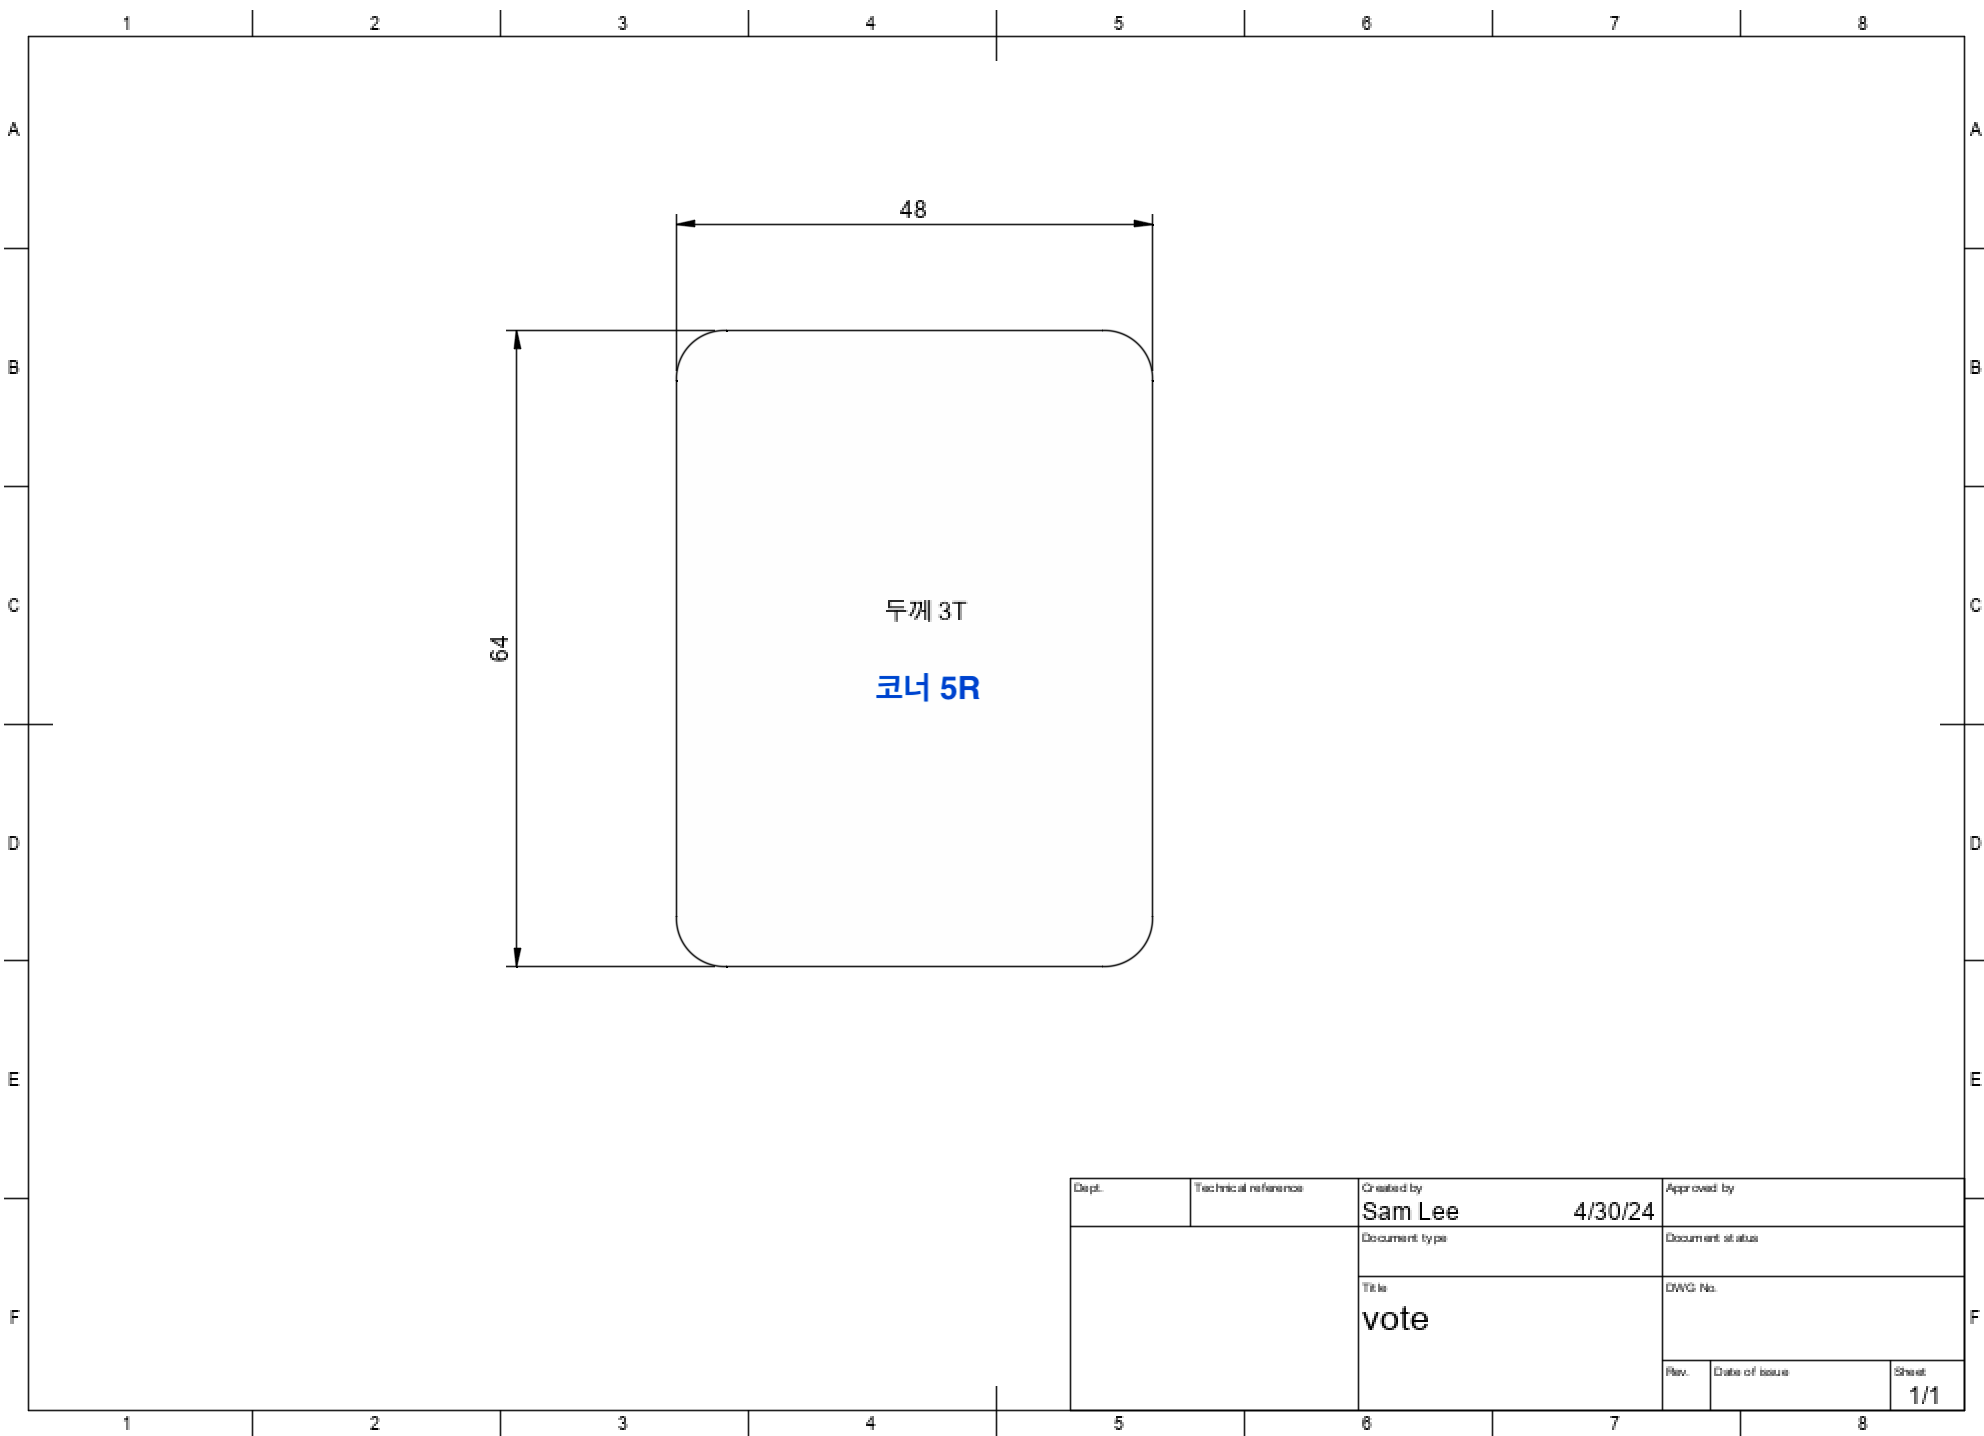 1 2 3 4 5 6 7 8
A A
48
B B
두께 3T
C C
64
코너 5R
D D
E E
Dept. Technical reference Created by Approved by
Sam Lee 4/30/24
Document type Document status
Title DWG No.
vote
F F
Rev. Date of issue Sheet
1/1
1 2 3 4 5 6 7 8